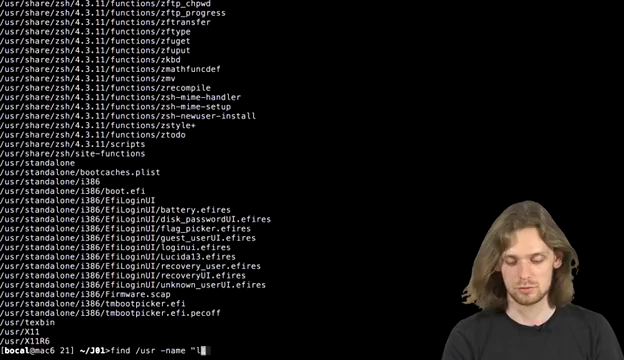 /usr/share/zsh/4.3.11/functions/zftp_chpwd
/usr/share/zsh/4.3.11/functions/zftp_progress
/usr/share/zsh/4.3.11/functions/zftransfer
/usr/share/zsh/4.3.11/functions/zftype
/usr/share/zsh/4.3.11/functions/zfuget
/usr/share/zsh/4.3.11/functions/zfuput
/usr/share/zsh/4.3.11/functions/zkbd
/usr/share/zsh/4.3.11/functions/zmathfuncdef
/usr/share/zsh/4.3.11/functions/zmv
/usr/share/zsh/4.3.11/functions/zrecompile
/usr/share/zsh/4.3.11/functions/zsh-mime-handler
/usr/share/zsh/4.3.11/functions/zsh-mime-setup
/usr/share/zsh/4.3.11/functions/zsh-newuser-install
/usr/share/zsh/4.3.11/functions/zstyle+
/usr/share/zsh/4.3.11/functions/ztodo
/usr/share/zsh/4.3.11/scripts
/usr/share/zsh/site-functions
/usr/standalone
/usr/standalone/bootcaches.plist
/usr/standalone/i386
/usr/standalone/i386/boot.efi
/usr/standalone/i386/EfiLoginUI
/usr/standalone/i386/EfiLoginUI/battery.efires
/usr/standalone/i386/EfiLoginUI/disk_passwordUI.efires
/usr/standalone/i386/EfiLoginUI/flag_picker.efires
/usr/standalone/i386/EfiLoginUI/guest_userUI.efires
/usr/standalone/i386/EfiLoginUI/loginui.efires
/usr/standalone/i386/EfiLoginUI/Lucida13.efires
/usr/standalone/i386/EfiLoginUI/recovery_user.efires
/usr/standalone/i386/EfiLoginUI/recoveryUI.efires
/usr/standalone/i386/EfiLoginUI/unknown_userUI.efires
/usr/standalone/i386/Firmware.scap
/usr/standalone/i386/tmbootpicker.efi
/usr/standalone/i386/tmbootpicker.efi.pecoff
/usr/texbin
/usr/X11
/usr/X11R6
[bocal@mac6 21] ~/J01>find /usr -name "l